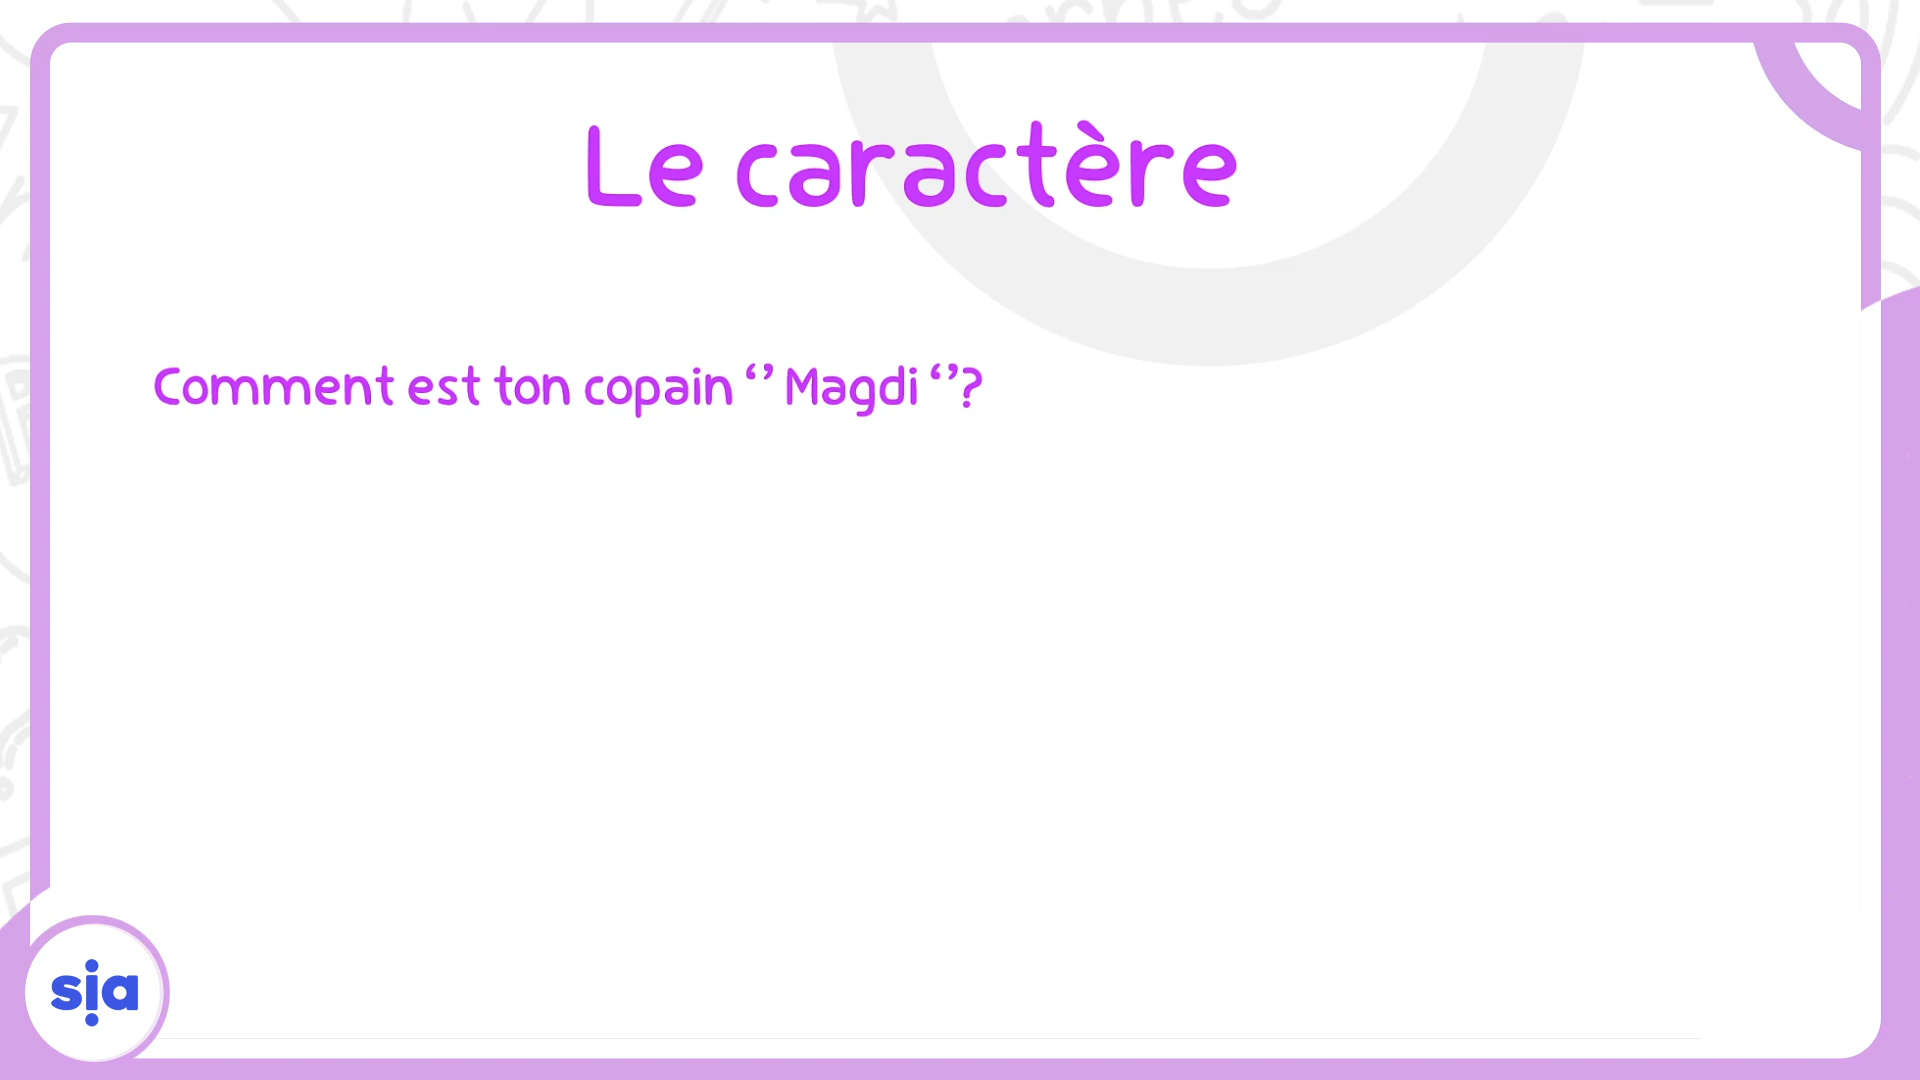 Le caractère
Comment est ton copain ‘’ Magdi ‘’?
sia